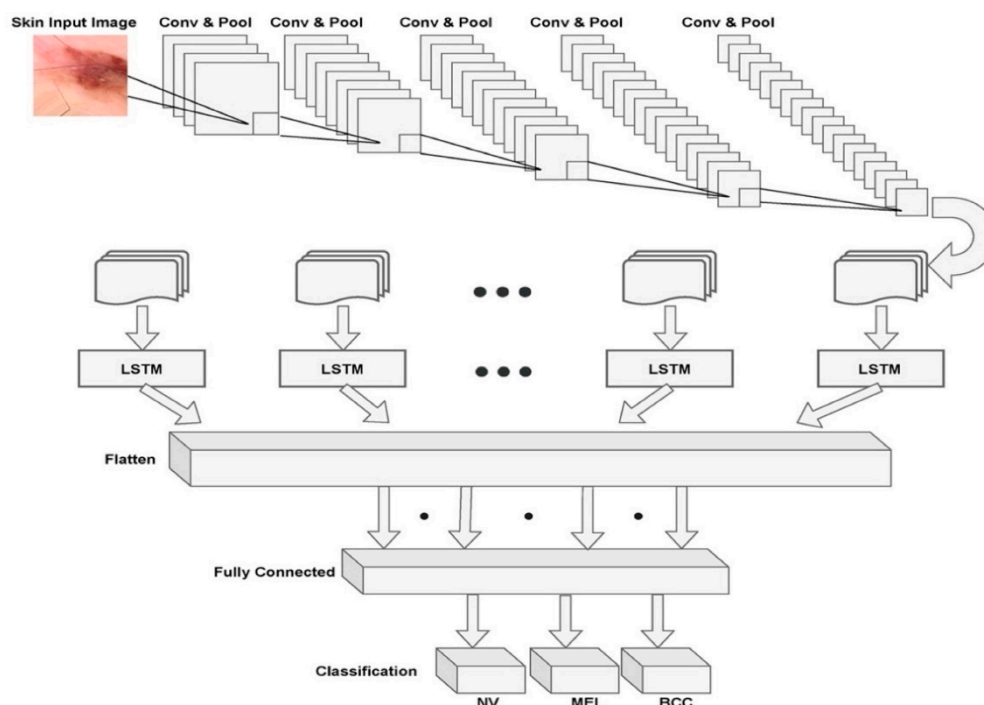 Skin Input Image Conv & Pool Conv & Pool Conv & Pool Conv & Pool Conv & Pool
LSTM LSTM LSTM LSTM
Flatten
Fully Connected
Classification
NV MEL BCC